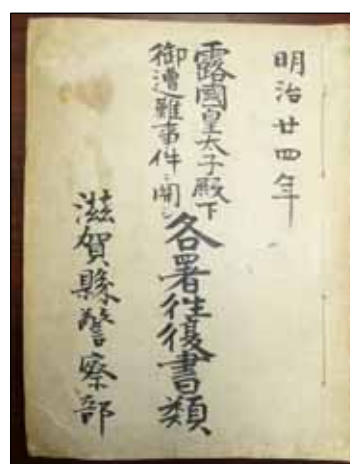 明治廿四年
露國皇太子殿下
御遭難事件ニ関シ
各署往復書類
滋賀縣警察部